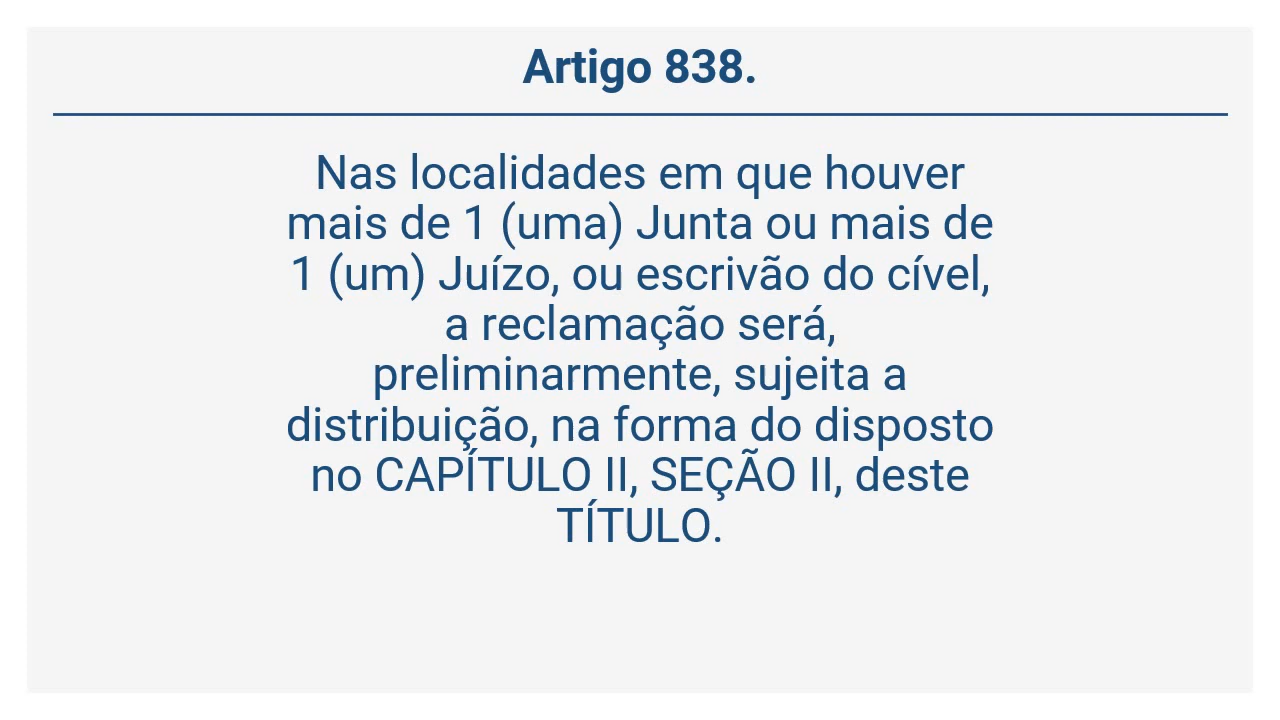 Artigo 838.
Nas localidades em que houver
mais de 1 (uma) Junta ou mais de
1 (um) Juízo, ou escrivão do cível,
a reclamação será,
preliminarmente, sujeita a
distribuição, na forma do disposto
no CAPÍTULO II, SEÇÃO II, deste
TÍTULO.